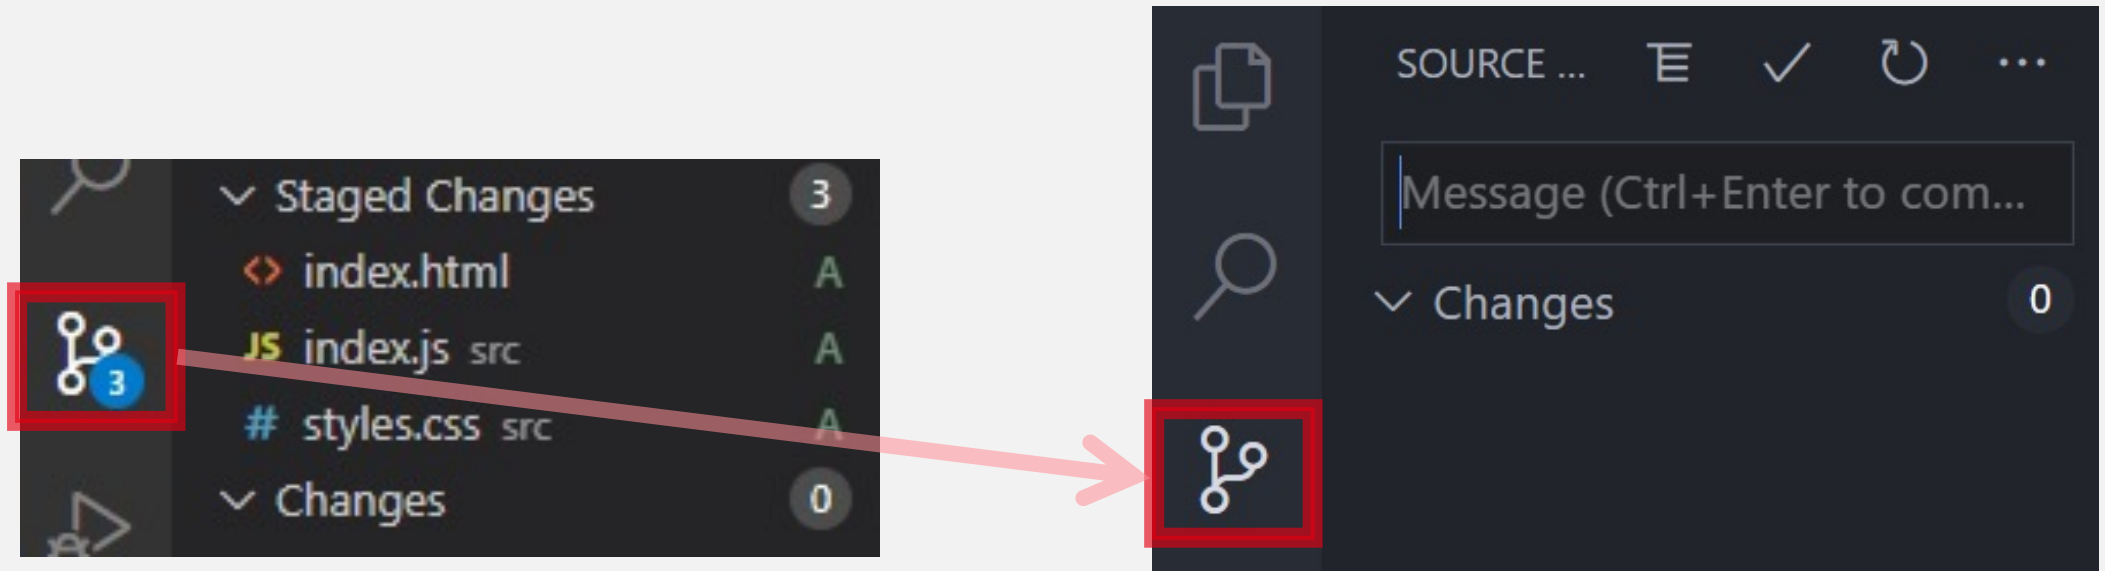 Staged Changes 3
<> index.html A
JS index.js src A
3
# styles.css src A
Changes 0
SOURCE ...
Message (Ctrl+Enter to com...
Changes 0